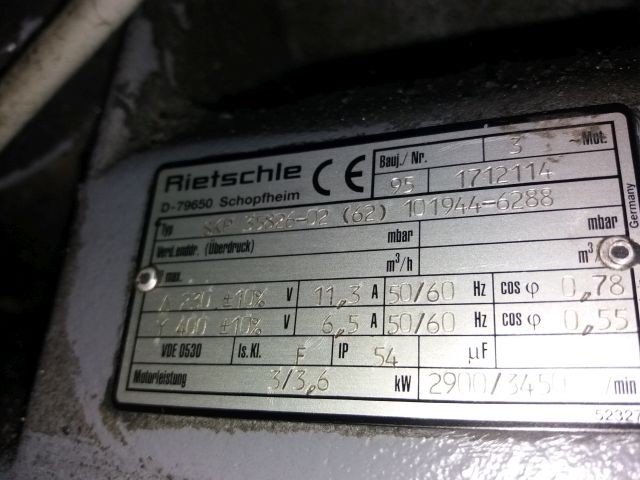 Rietschle CE
D-79650 Schopfheim
Bauj./Nr. 3 ~Mot.
95 1712114
Typ SKP 35826-02 (62) 101944-6288
Verd.enddr. (Überdruck) mbar mbar
max. m³/h m³/
Δ 230 ±10% V 11,3 A 50/60 Hz cos φ 0,78
Y 400 ±10% V 6,5 A 50/60 Hz cos φ 0,55
VDE 0530 Is. Kl. F IP 54 µF
Motorleistung 3/3,6 kW 2900/3450 /min
52327
Germany